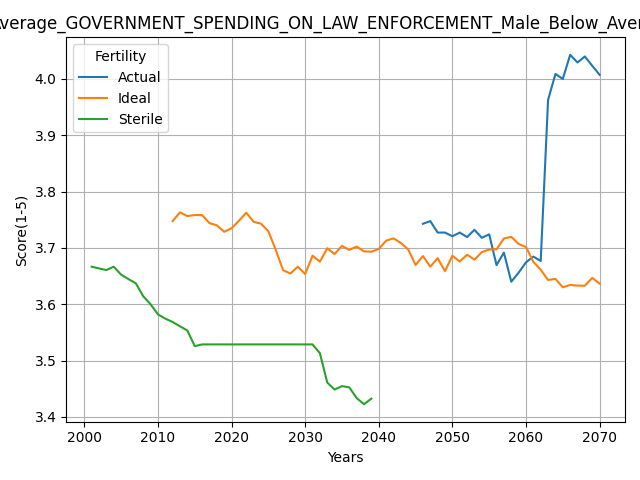 Average_GOVERNMENT_SPENDING_ON_LAW_ENFORCEMENT_Male_Below_Aver
Fertility
Actual
Ideal
Sterile
Score(1-5)
4.0
3.9
3.8
3.7
3.6
3.5
3.4
2000 2010 2020 2030 2040 2050 2060 2070
Years